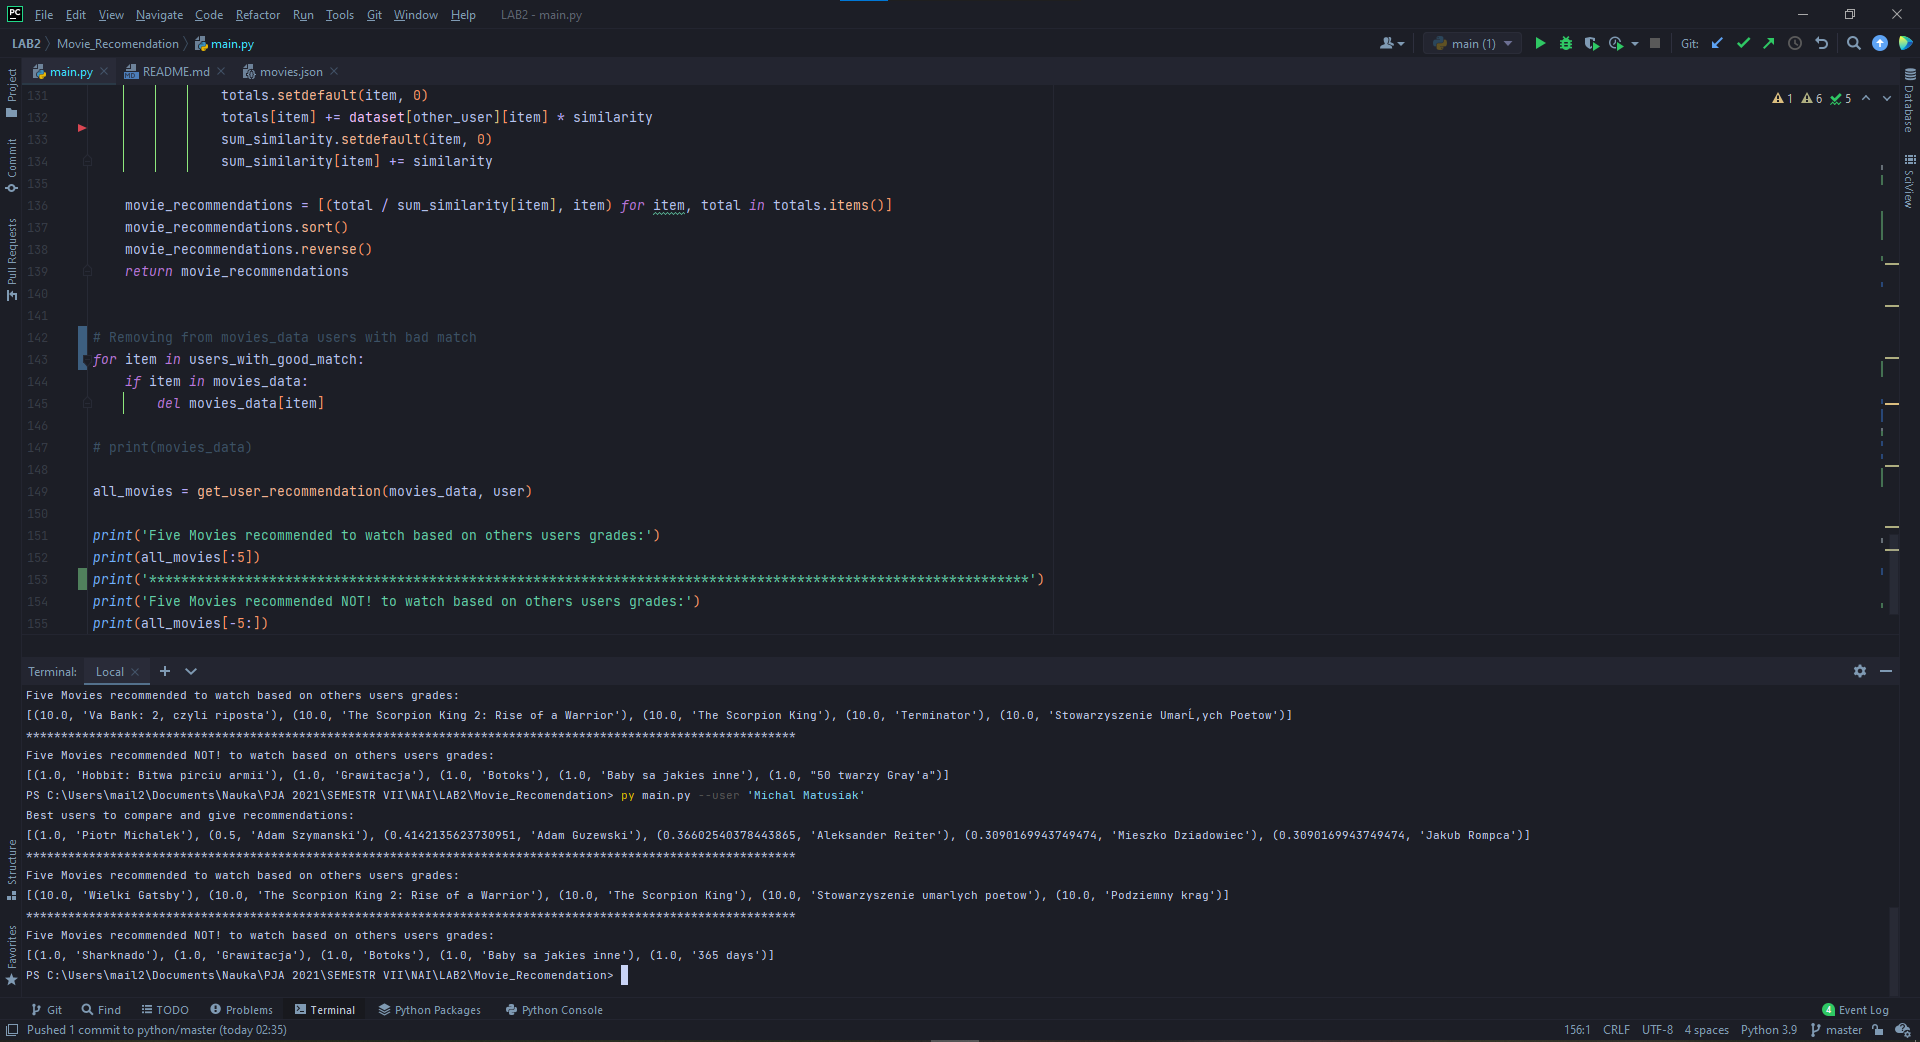 PC File Edit View Navigate Code Refactor Run Tools Git Window Help LAB2 - main.py
LAB2 Movie_Recomendation main.py main (1) Git:
main.py README.md movies.json
Project
Commit
Pull Requests
Structure
Favorites
Database
SciView
1 6 5
131 totals.setdefault(item, 0)
132 totals[item] += dataset[other_user][item] * similarity
133 sum_similarity.setdefault(item, 0)
134 sum_similarity[item] += similarity
135
136 movie_recommendations = [(total / sum_similarity[item], item) for item, total in totals.items()]
137 movie_recommendations.sort()
138 movie_recommendations.reverse()
139 return movie_recommendations
140
141
142 # Removing from movies_data users with bad match
143 for item in users_with_good_match:
144 if item in movies_data:
145 del movies_data[item]
146
147 # print(movies_data)
148
149 all_movies = get_user_recommendation(movies_data, user)
150
151 print('Five Movies recommended to watch based on others users grades:')
152 print(all_movies[:5])
153 print('**************************************************************************************************************')
154 print('Five Movies recommended NOT! to watch based on others users grades:')
155 print(all_movies[-5:])
Terminal: Local
Five Movies recommended to watch based on others users grades:
[(10.0, 'Va Bank: 2, czyli riposta'), (10.0, 'The Scorpion King 2: Rise of a Warrior'), (10.0, 'The Scorpion King'), (10.0, 'Terminator'), (10.0, 'Stowarzyszenie UmarĹ‚ych Poetow')]
**************************************************************************************************************
Five Movies recommended NOT! to watch based on others users grades:
[(1.0, 'Hobbit: Bitwa pirciu armii'), (1.0, 'Grawitacja'), (1.0, 'Botoks'), (1.0, 'Baby sa jakies inne'), (1.0, "50 twarzy Gray'a")]
PS C:\Users\mail2\Documents\Nauka\PJA 2021\SEMESTR VII\NAI\LAB2\Movie_Recomendation> py main.py --user 'Michal Matusiak'
Best users to compare and give recommendations:
[(1.0, 'Piotr Michalek'), (0.5, 'Adam Szymanski'), (0.4142135623730951, 'Adam Guzewski'), (0.36602540378443865, 'Aleksander Reiter'), (0.3090169943749474, 'Mieszko Dziadowiec'), (0.3090169943749474, 'Jakub Rompca')]
**************************************************************************************************************
Five Movies recommended to watch based on others users grades:
[(10.0, 'Wielki Gatsby'), (10.0, 'The Scorpion King 2: Rise of a Warrior'), (10.0, 'The Scorpion King'), (10.0, 'Stowarzyszenie umarlych poetow'), (10.0, 'Podziemny krag')]
**************************************************************************************************************
Five Movies recommended NOT! to watch based on others users grades:
[(1.0, 'Sharknado'), (1.0, 'Grawitacja'), (1.0, 'Botoks'), (1.0, 'Baby sa jakies inne'), (1.0, '365 days')]
PS C:\Users\mail2\Documents\Nauka\PJA 2021\SEMESTR VII\NAI\LAB2\Movie_Recomendation>
Git Find TODO Problems Terminal Python Packages Python Console 4 Event Log
Pushed 1 commit to python/master (today 02:35) 156:1 CRLF UTF-8 4 spaces Python 3.9 master